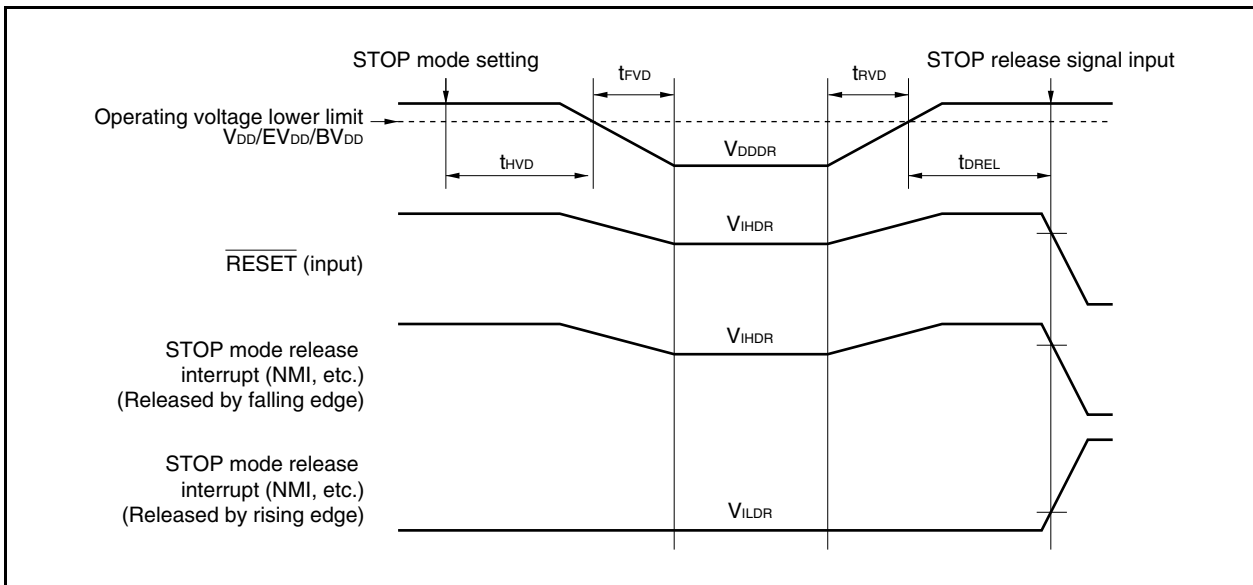 STOP mode setting
tFVD
tRVD
STOP release signal input
Operating voltage lower limit
VDD/EVDD/BVDD
VDDDR
tHVD
tDREL
VIHDR
RESET (input)
VIHDR
STOP mode release
interrupt (NMI, etc.)
(Released by falling edge)
STOP mode release
interrupt (NMI, etc.)
(Released by rising edge)
VILDR